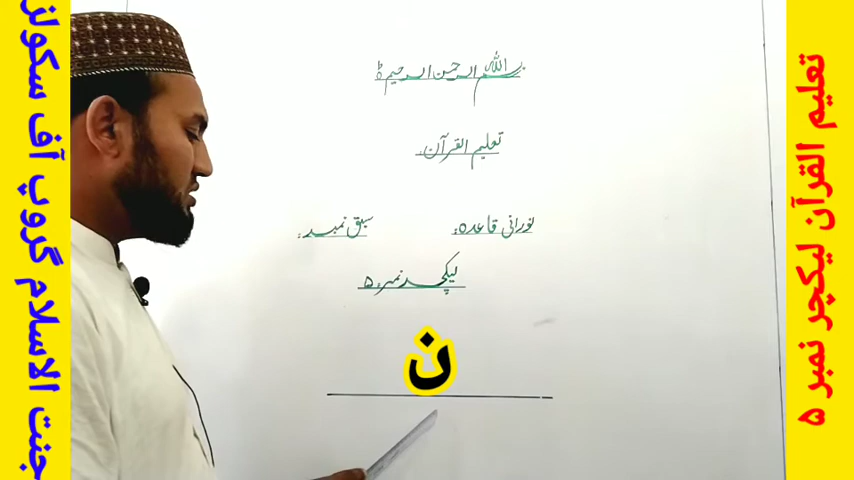 جنت الاسلام گروپ آف سکولز
بسم اللہ الرحمن الرحیم ۵
تعلیم القرآن
نورانی قاعدہ: سبق نمبر:
لیکچر نمبر ۵
ن
تعلیم القرآن لیکچر نمبر ۵